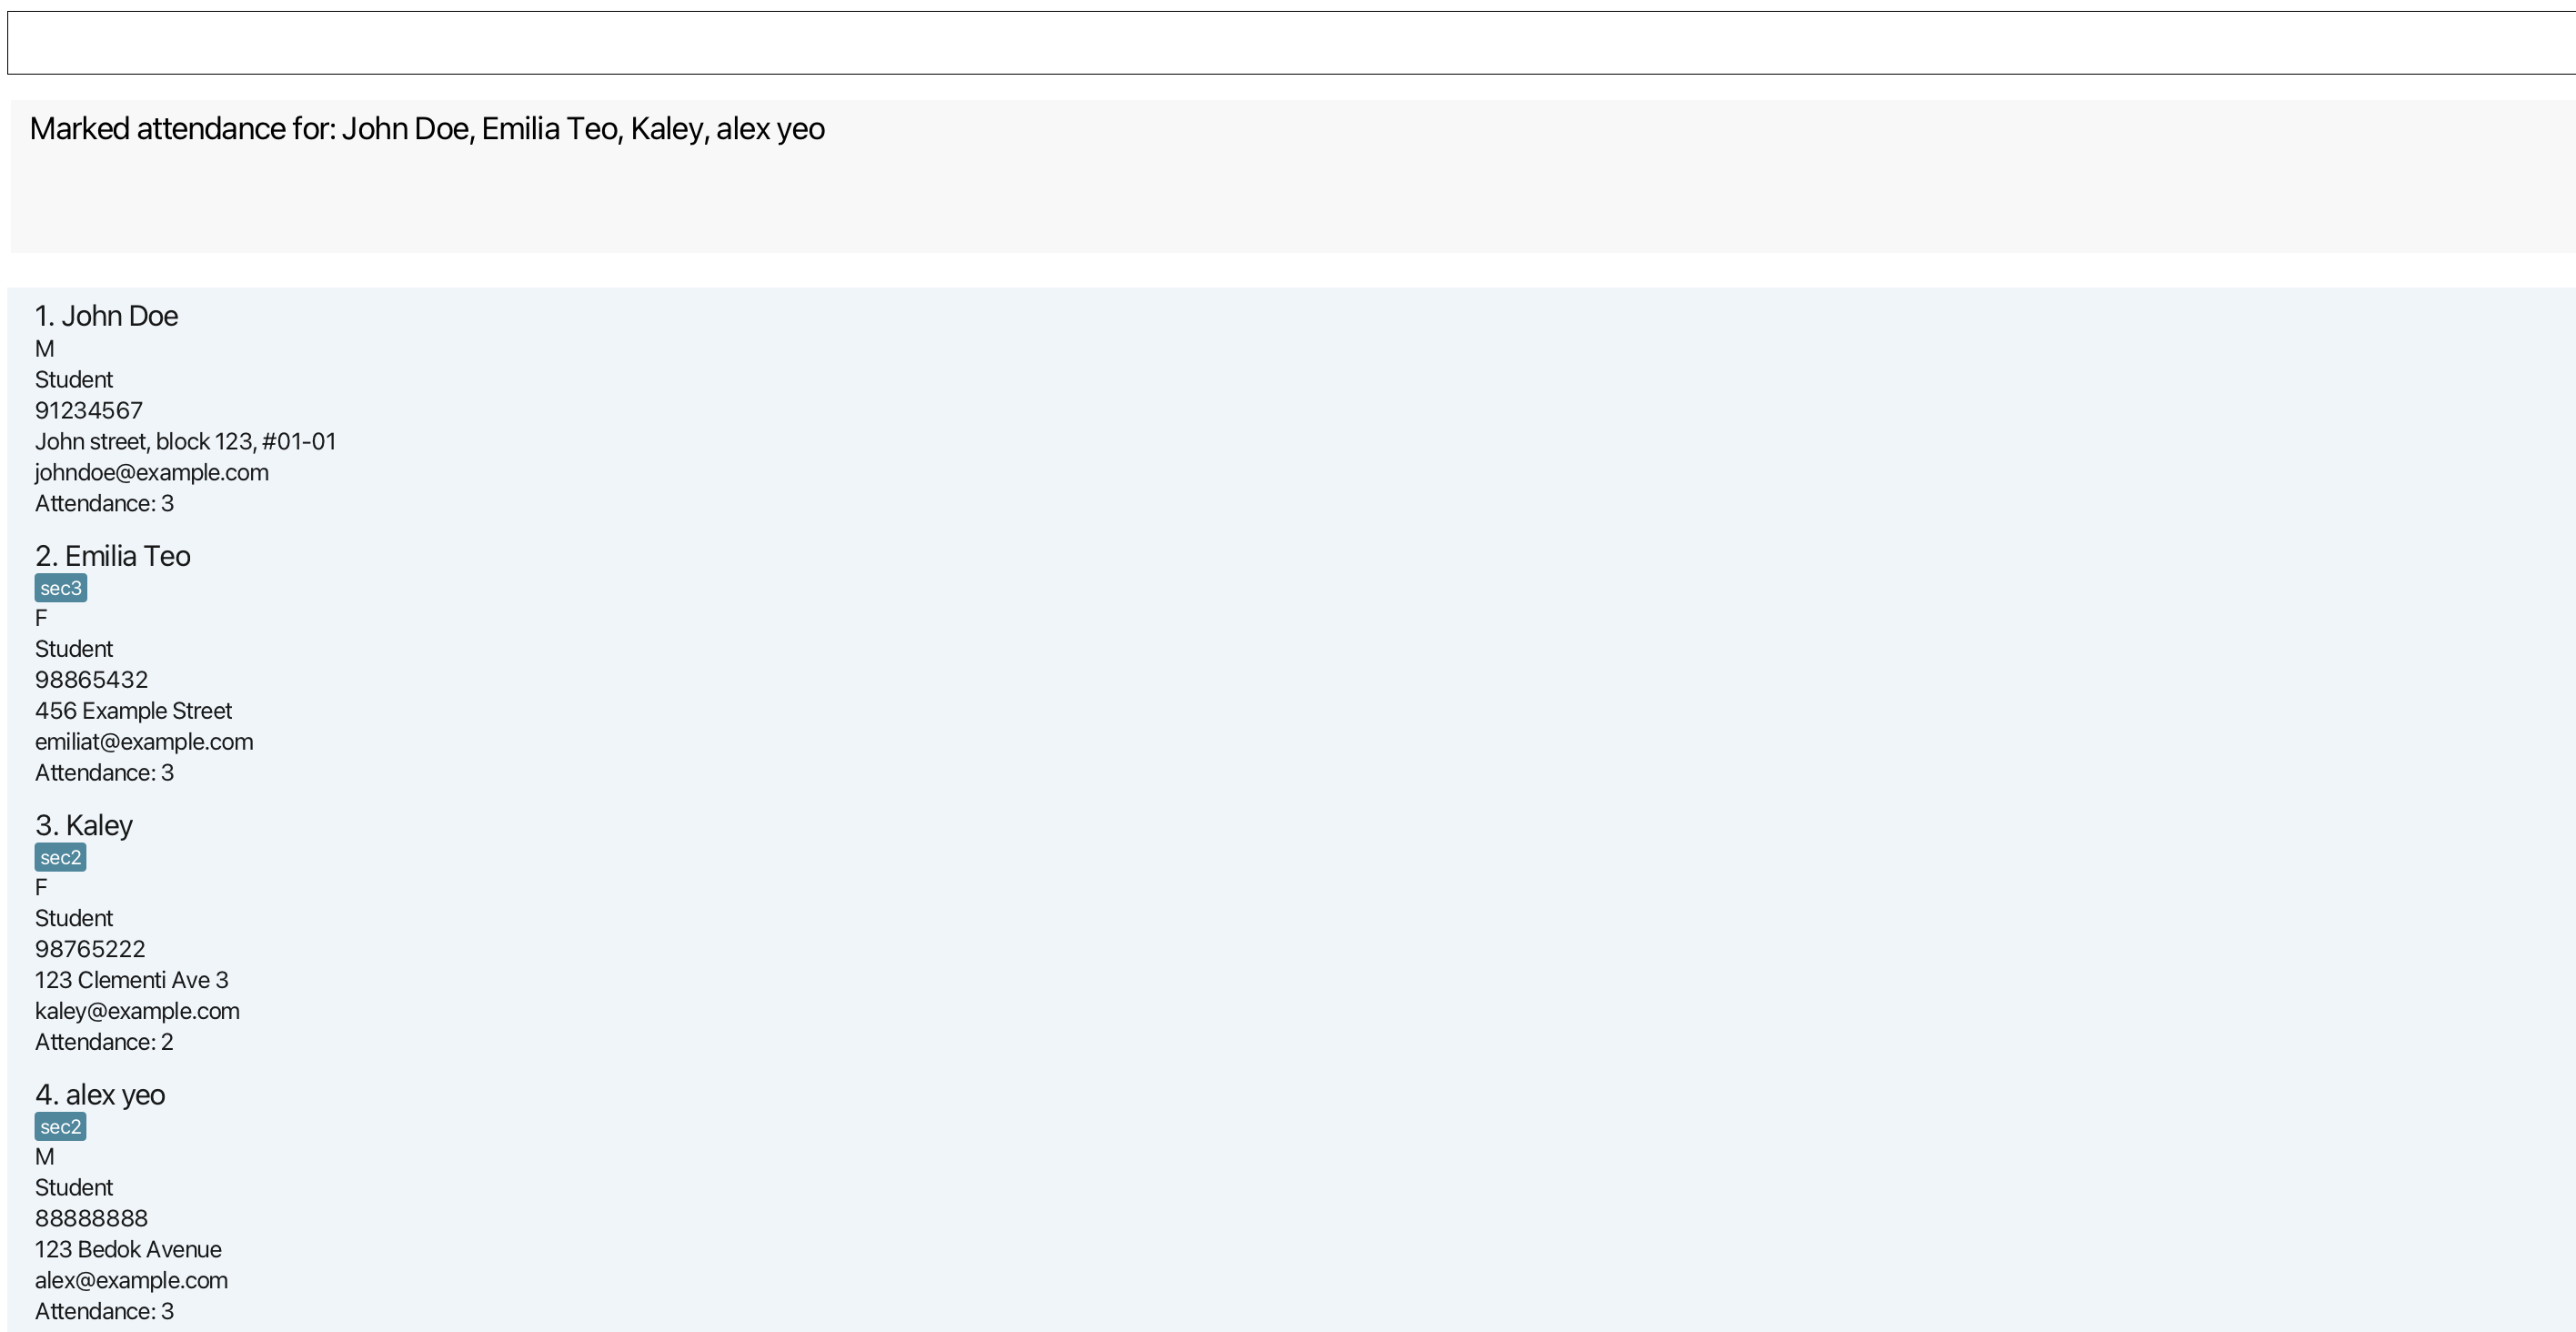 Marked attendance for: John Doe, Emilia Teo, Kaley, alex yeo
1. John Doe
M
Student
91234567
John street, block 123, #01-01
johndoe@example.com
Attendance: 3
2. Emilia Teo
sec3
F
Student
98865432
456 Example Street
emiliat@example.com
Attendance: 3
3. Kaley
sec2
F
Student
98765222
123 Clementi Ave 3
kaley@example.com
Attendance: 2
4. alex yeo
sec2
M
Student
88888888
123 Bedok Avenue
alex@example.com
Attendance: 3